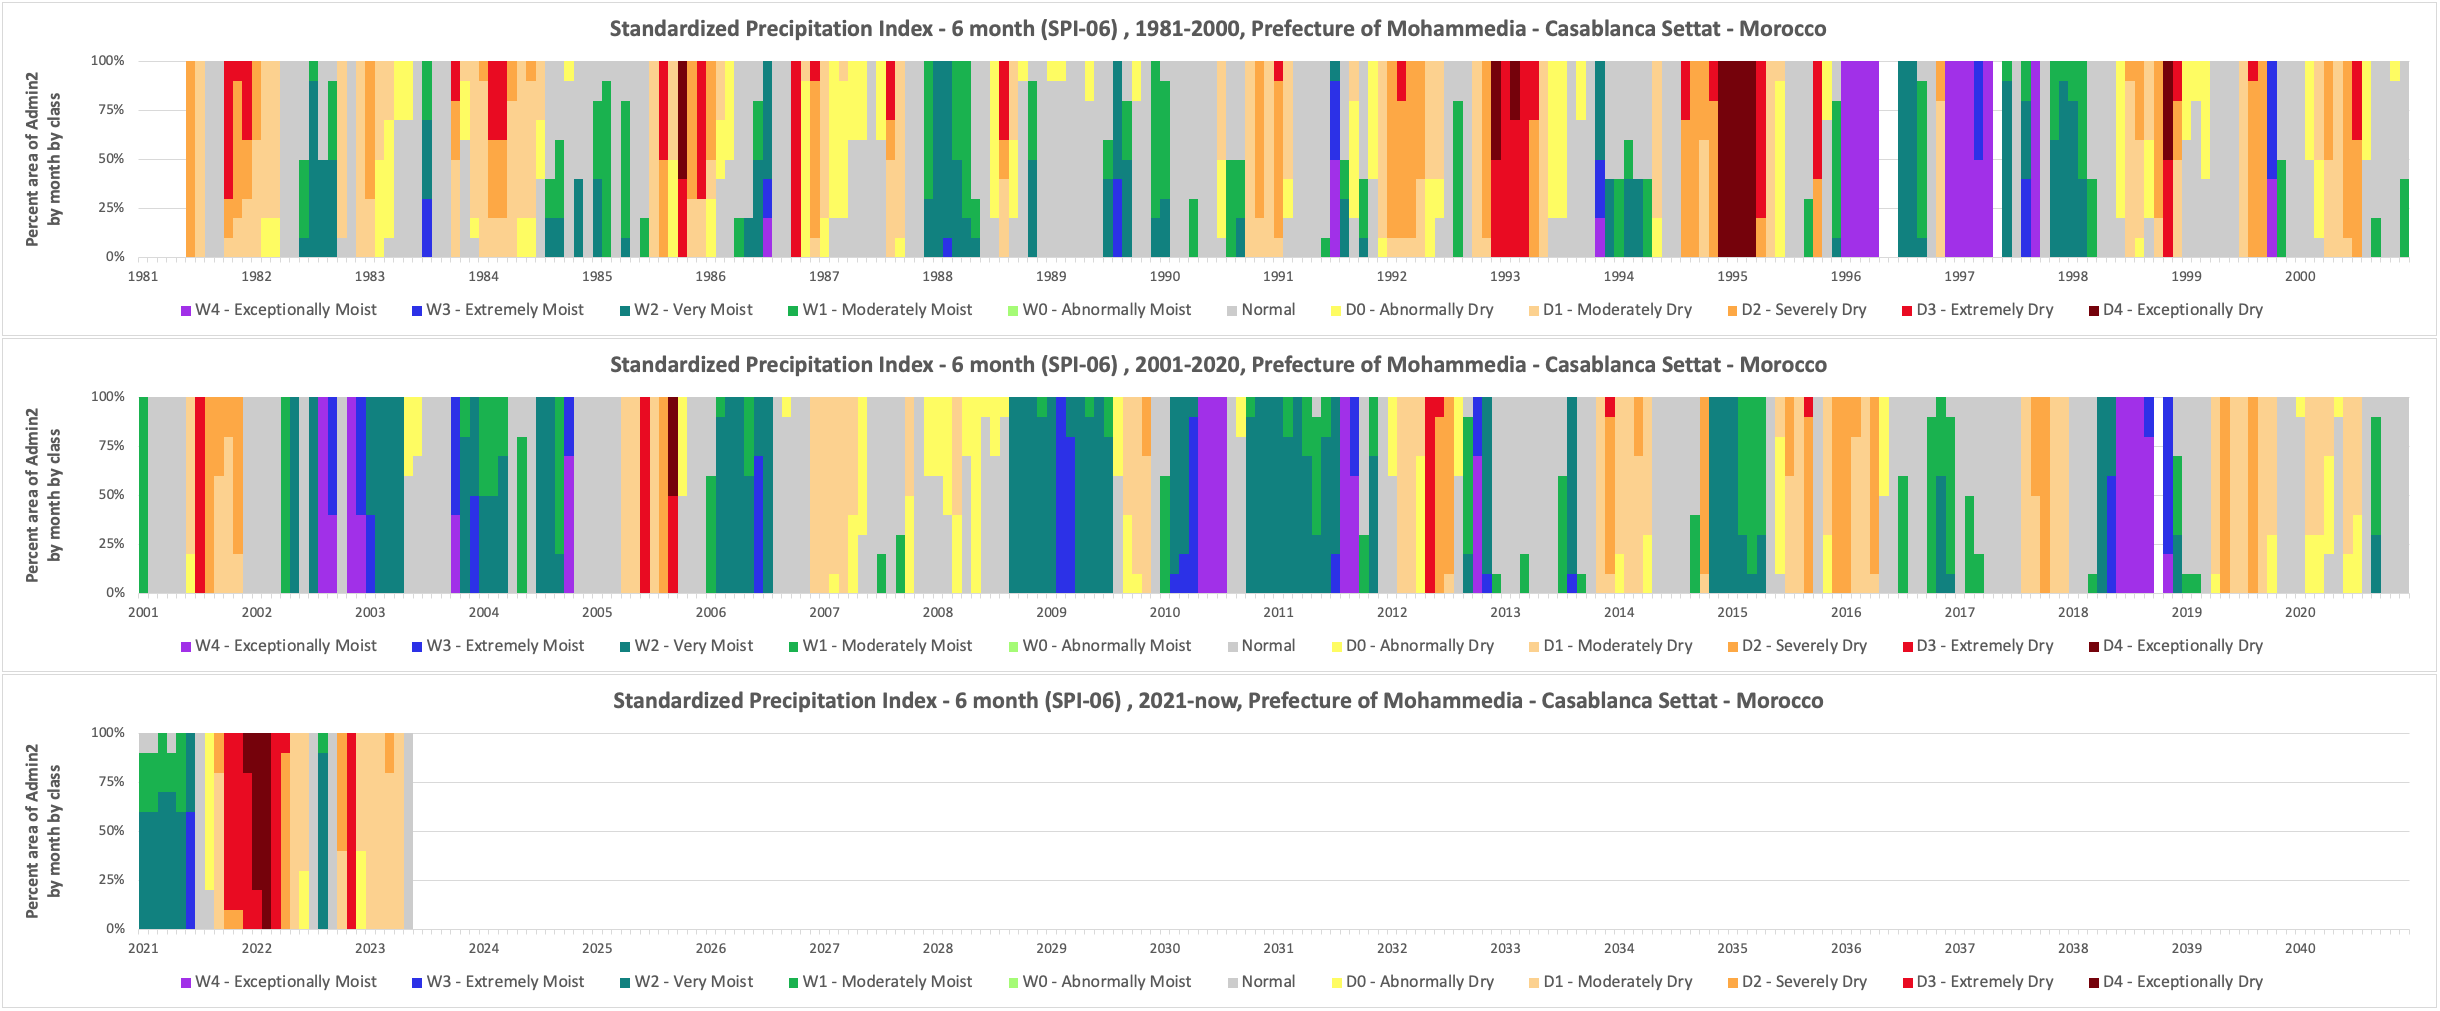 Standardized Precipitation Index - 6 month (SPI-06) , 1981-2000, Prefecture of Mohammedia - Casablanca Settat - Morocco
Percent area of Admin2
by month by class
100%
75%
50%
25%
0%
1981 1982 1983 1984 1985 1986 1987 1988 1989 1990 1991 1992 1993 1994 1995 1996 1997 1998 1999 2000
W4 - Exceptionally Moist W3 - Extremely Moist W2 - Very Moist W1 - Moderately Moist W0 - Abnormally Moist Normal D0 - Abnormally Dry D1 - Moderately Dry D2 - Severely Dry D3 - Extremely Dry D4 - Exceptionally Dry
Standardized Precipitation Index - 6 month (SPI-06) , 2001-2020, Prefecture of Mohammedia - Casablanca Settat - Morocco
Percent area of Admin2
by month by class
100%
75%
50%
25%
0%
2001 2002 2003 2004 2005 2006 2007 2008 2009 2010 2011 2012 2013 2014 2015 2016 2017 2018 2019 2020
W4 - Exceptionally Moist W3 - Extremely Moist W2 - Very Moist W1 - Moderately Moist W0 - Abnormally Moist Normal D0 - Abnormally Dry D1 - Moderately Dry D2 - Severely Dry D3 - Extremely Dry D4 - Exceptionally Dry
Standardized Precipitation Index - 6 month (SPI-06) , 2021-now, Prefecture of Mohammedia - Casablanca Settat - Morocco
Percent area of Admin2
by month by class
100%
75%
50%
25%
0%
2021 2022 2023 2024 2025 2026 2027 2028 2029 2030 2031 2032 2033 2034 2035 2036 2037 2038 2039 2040
W4 - Exceptionally Moist W3 - Extremely Moist W2 - Very Moist W1 - Moderately Moist W0 - Abnormally Moist Normal D0 - Abnormally Dry D1 - Moderately Dry D2 - Severely Dry D3 - Extremely Dry D4 - Exceptionally Dry